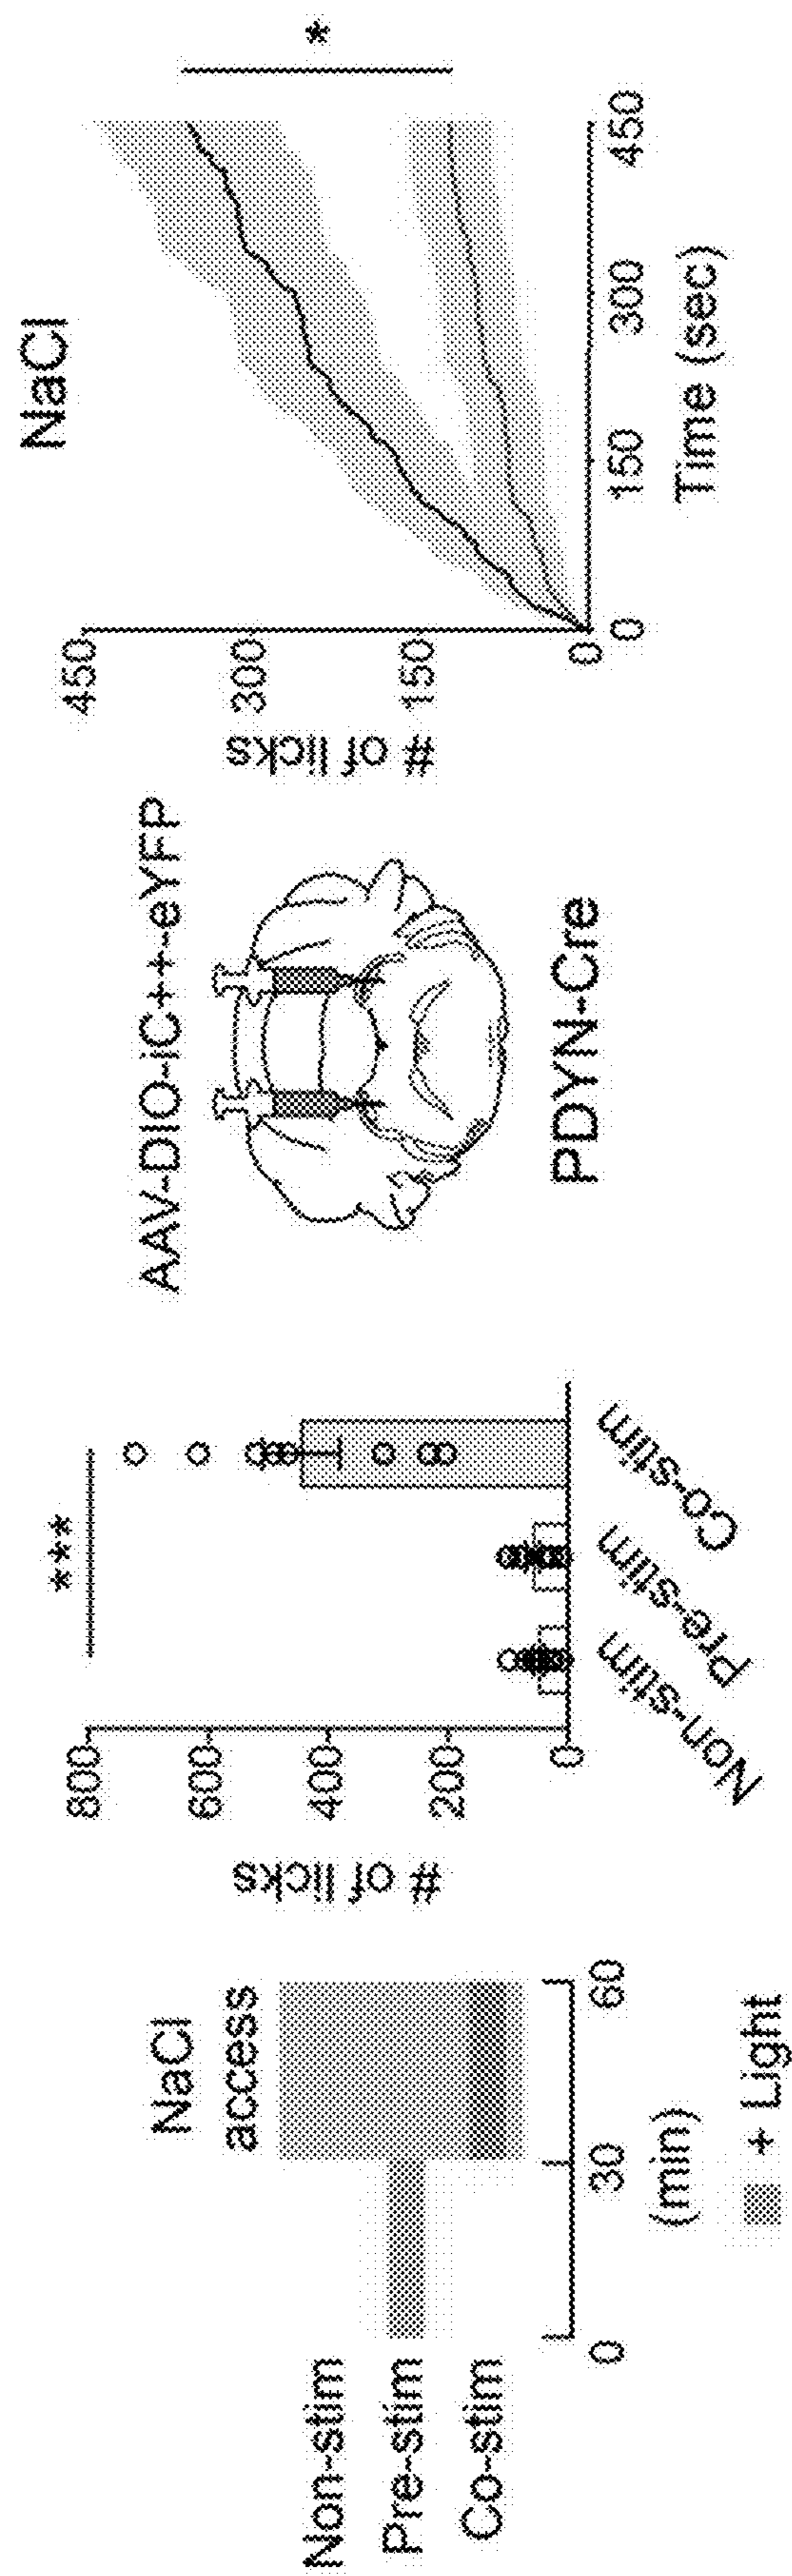 NaCl
access
Non-stim
Pre-stim
Co-stim
0
30
60
(min)
+ Light
# of licks
800
600
400
200
0
***
Non-stim
Pre-stim
Co-stim
AAV-DIO-iC++-eYFP
PDYN-Cre
NaCl
# of licks
450
300
150
0
0
150
300
450
Time (sec)
*